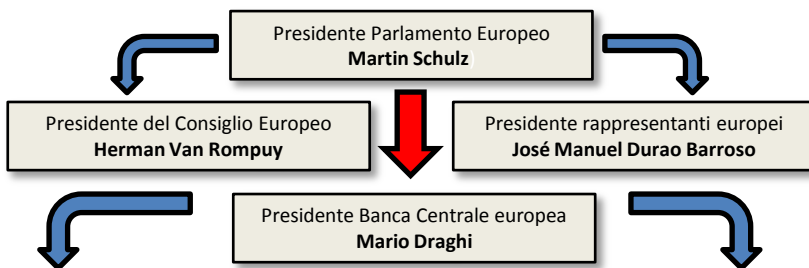 Presidente Parlamento Europeo
Martin Schulz)
Presidente del Consiglio Europeo
Herman Van Rompuy
Presidente rappresentanti europei
José Manuel Durao Barroso
Presidente Banca Centrale europea
Mario Draghi